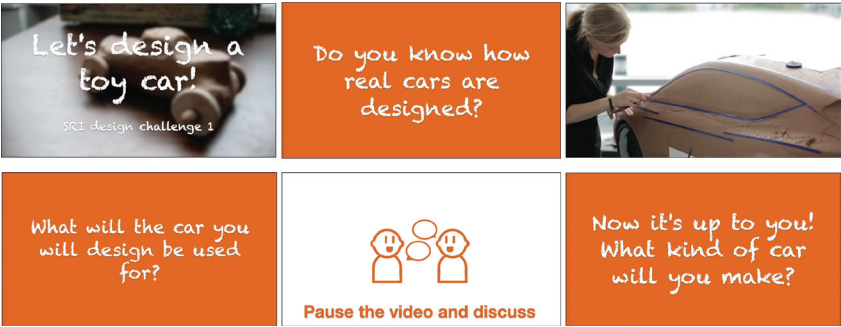 Let's design a
toy car!
SRI design challenge 1
Do you know how
real cars are
designed?
What will the car you
will design be used
for?
Pause the video and discuss
Now it's up to you!
What kind of car
will you make?